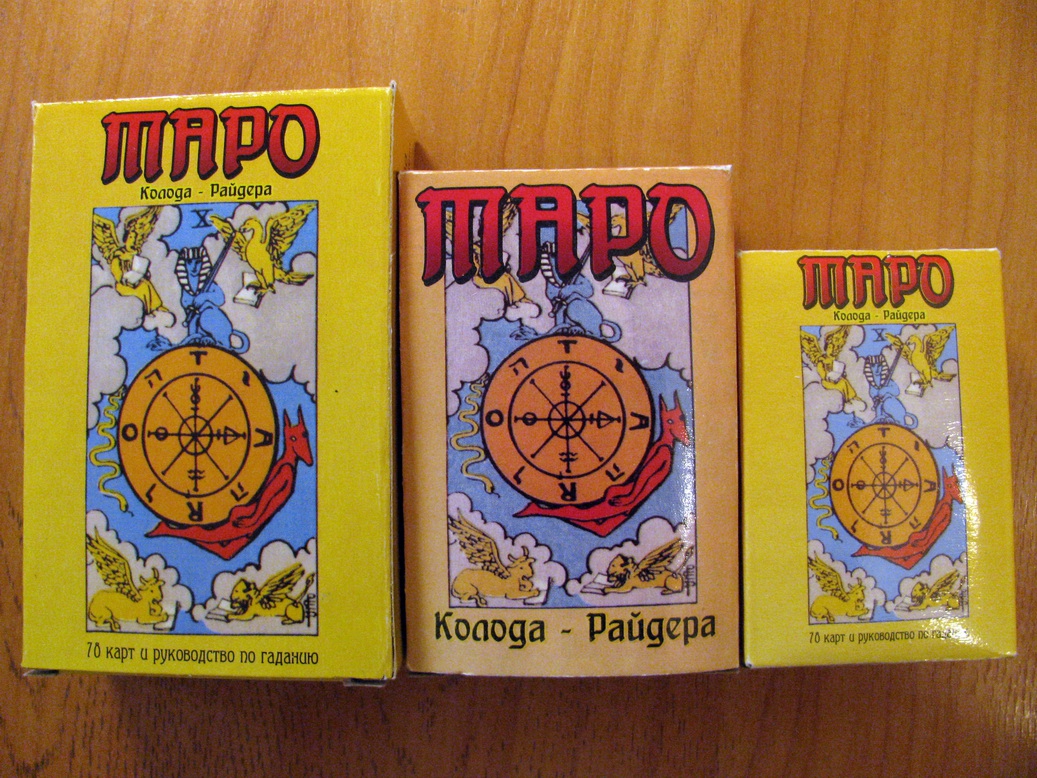 ТАРО
Колода - Райдера
X
T
A
R
O
78 карт и руководство по гаданию
ТАРО
T
A
R
O
Колода - Райдера
ТАРО
Колода - Райдера
X
T
A
R
O
78 карт и руководство по